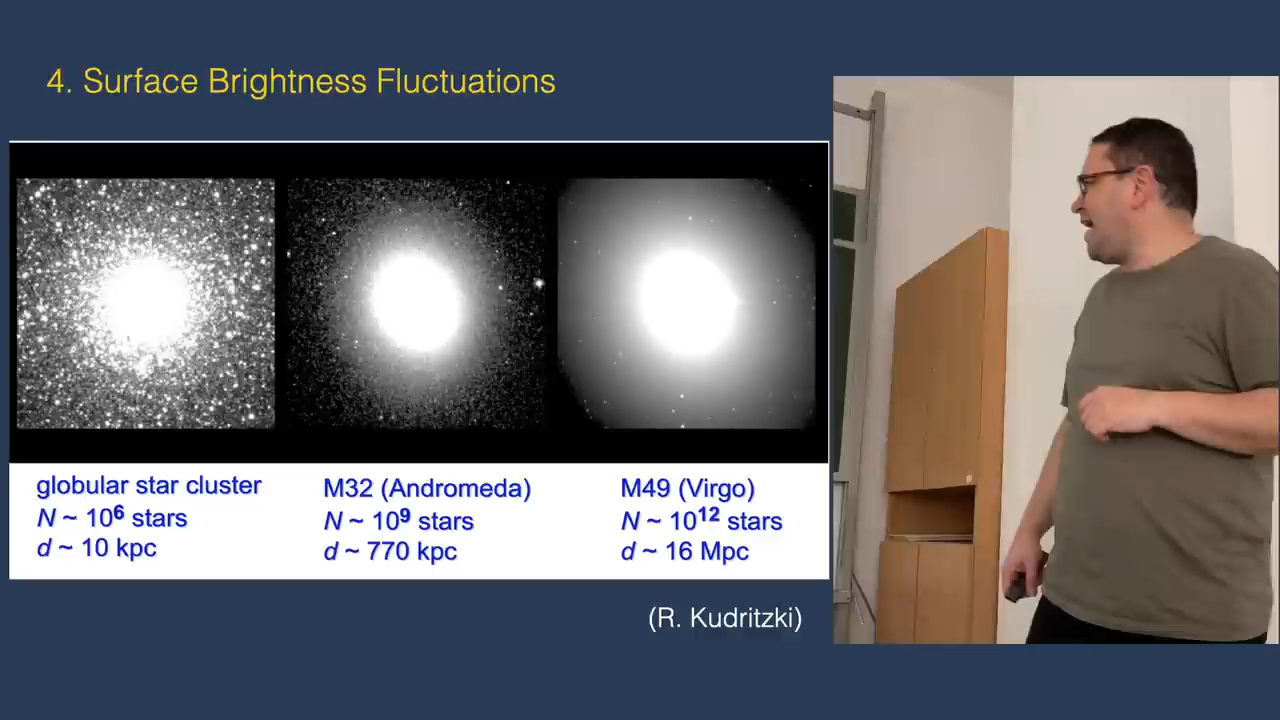 4. Surface Brightness Fluctuations
globular star cluster
N ~ 10⁶ stars
d ~ 10 kpc
M32 (Andromeda)
N ~ 10⁹ stars
d ~ 770 kpc
M49 (Virgo)
N ~ 10¹² stars
d ~ 16 Mpc
(R. Kudritzki)